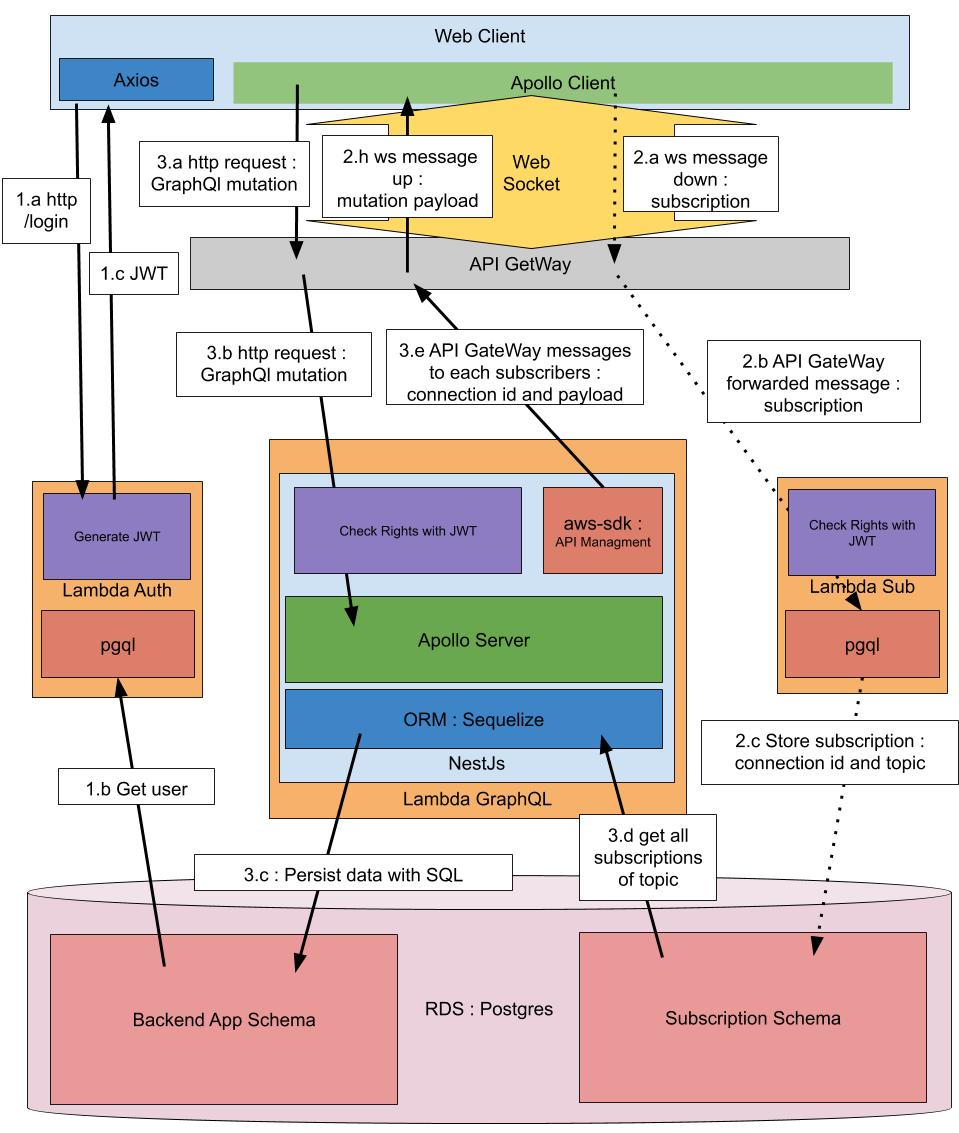 Web Client
Axios
Apollo Client
3.a http request :
GraphQl mutation
2.h ws message
up :
mutation payload
Web
Socket
2.a ws message
down :
subscription
1.a http
/login
1.c JWT
API GetWay
3.b http request :
GraphQl mutation
3.e API GateWay messages
to each subscribers :
connection id and payload
2.b API GateWay
forwarded message :
subscription
Generate JWT
Lambda Auth
pgql
Check Rights with JWT
aws-sdk :
API Managment
Apollo Server
ORM : Sequelize
NestJs
Lambda GraphQL
Check Rights with
JWT
Lambda Sub
pgql
1.b Get user
2.c Store subscription :
connection id and topic
3.c : Persist data with SQL
3.d get all
subscriptions
of topic
Backend App Schema
RDS : Postgres
Subscription Schema